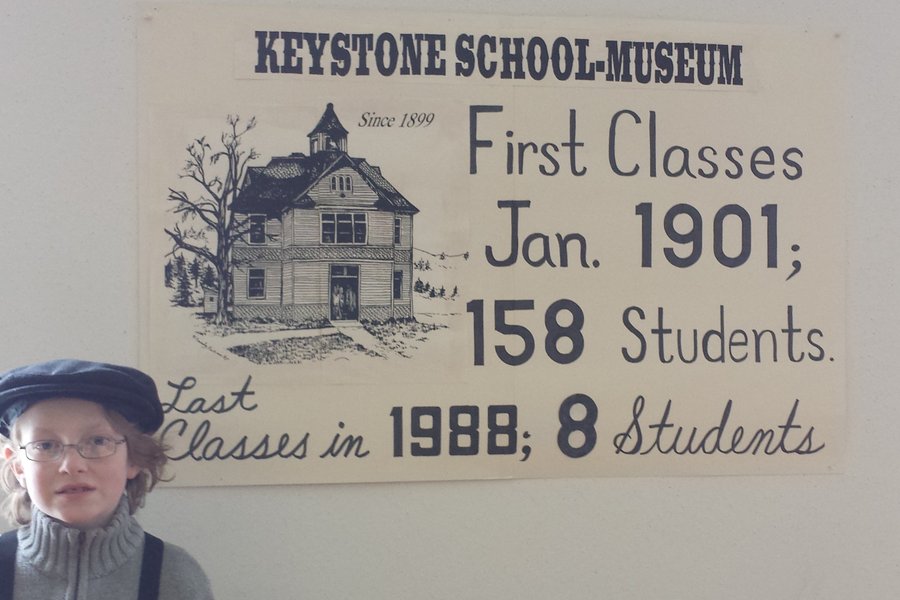 KEYSTONE SCHOOL-MUSEUM
Since 1899
First Classes
Jan. 1901;
158 Students.
Last
Classes in 1988; 8 Students